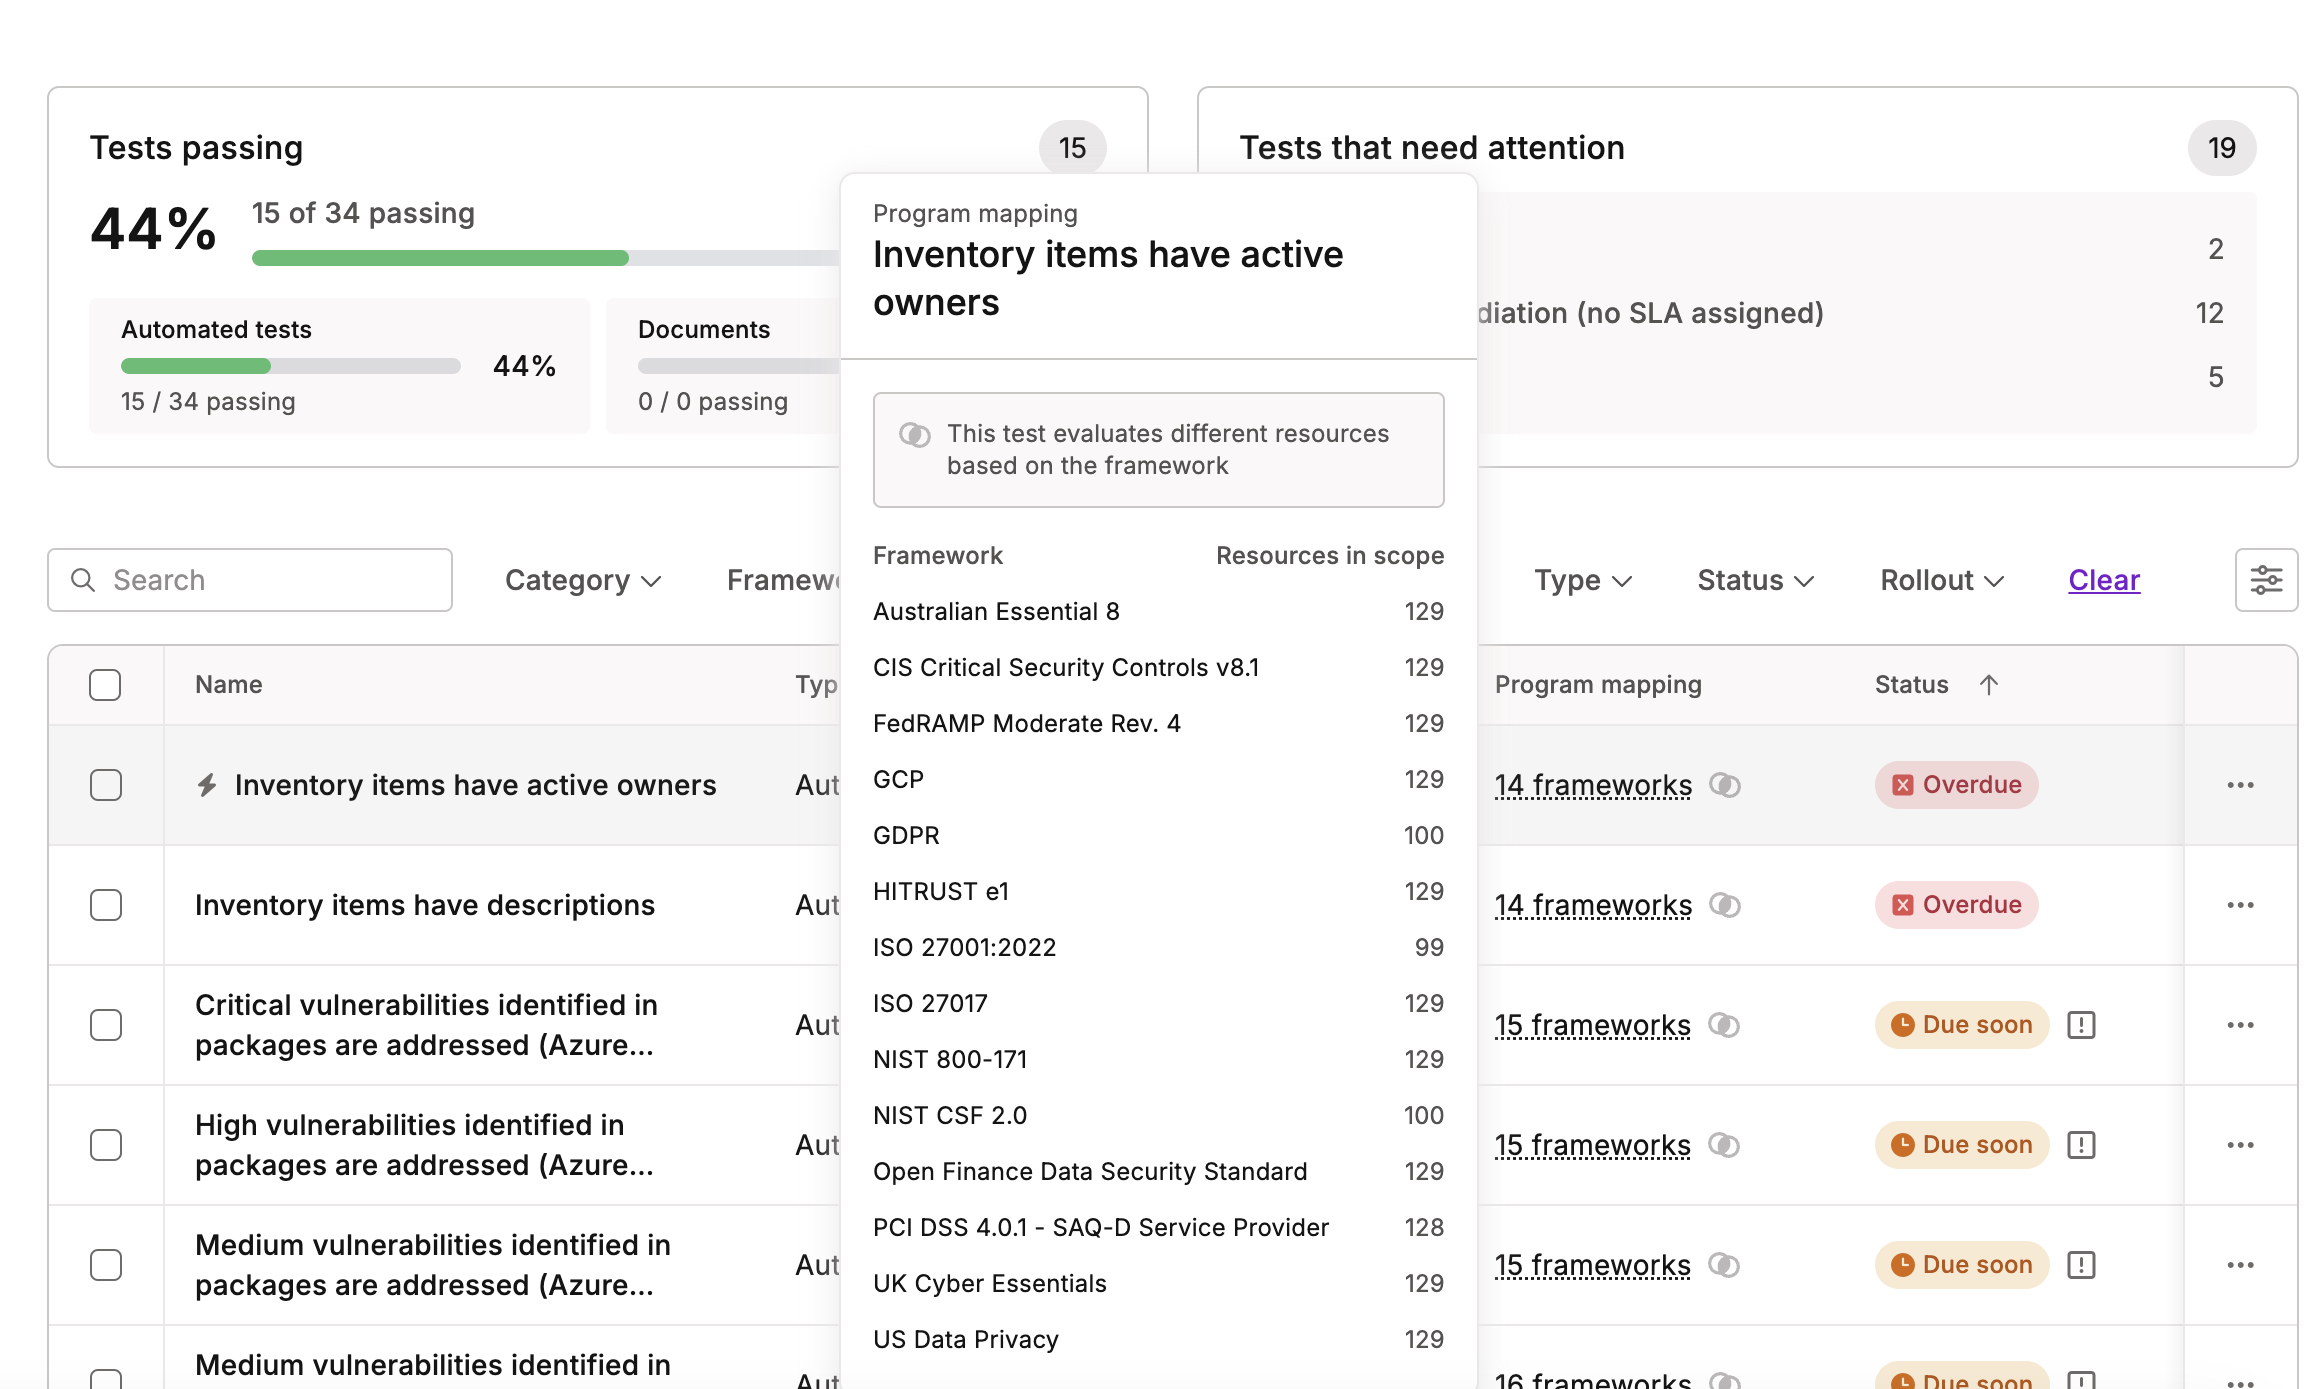 Tests passing
15
44%
15 of 34 passing
Automated tests
44%
15 / 34 passing
Documents
0 / 0 passing
Tests that need attention
19
2
(no SLA assigned)
12
5
Program mapping
Inventory items have active
owners
This test evaluates different resources
based on the framework
Framework Resources in scope
Australian Essential 8 129
CIS Critical Security Controls v8.1 129
FedRAMP Moderate Rev. 4 129
GCP 129
GDPR 100
HITRUST e1 129
ISO 27001:2022 99
ISO 27017 129
NIST 800-171 129
NIST CSF 2.0 100
Open Finance Data Security Standard 129
PCI DSS 4.0.1 - SAQ-D Service Provider 128
UK Cyber Essentials 129
US Data Privacy 129
Search
Category
Type
Status
Rollout
Clear
Name Program mapping Status
Inventory items have active owners 14 frameworks Overdue
Inventory items have descriptions 14 frameworks Overdue
Critical vulnerabilities identified in
packages are addressed (Azure...
15 frameworks Due soon
High vulnerabilities identified in
packages are addressed (Azure...
15 frameworks Due soon
Medium vulnerabilities identified in
packages are addressed (Azure...
15 frameworks Due soon
Medium vulnerabilities identified in
16 frameworks Due soon